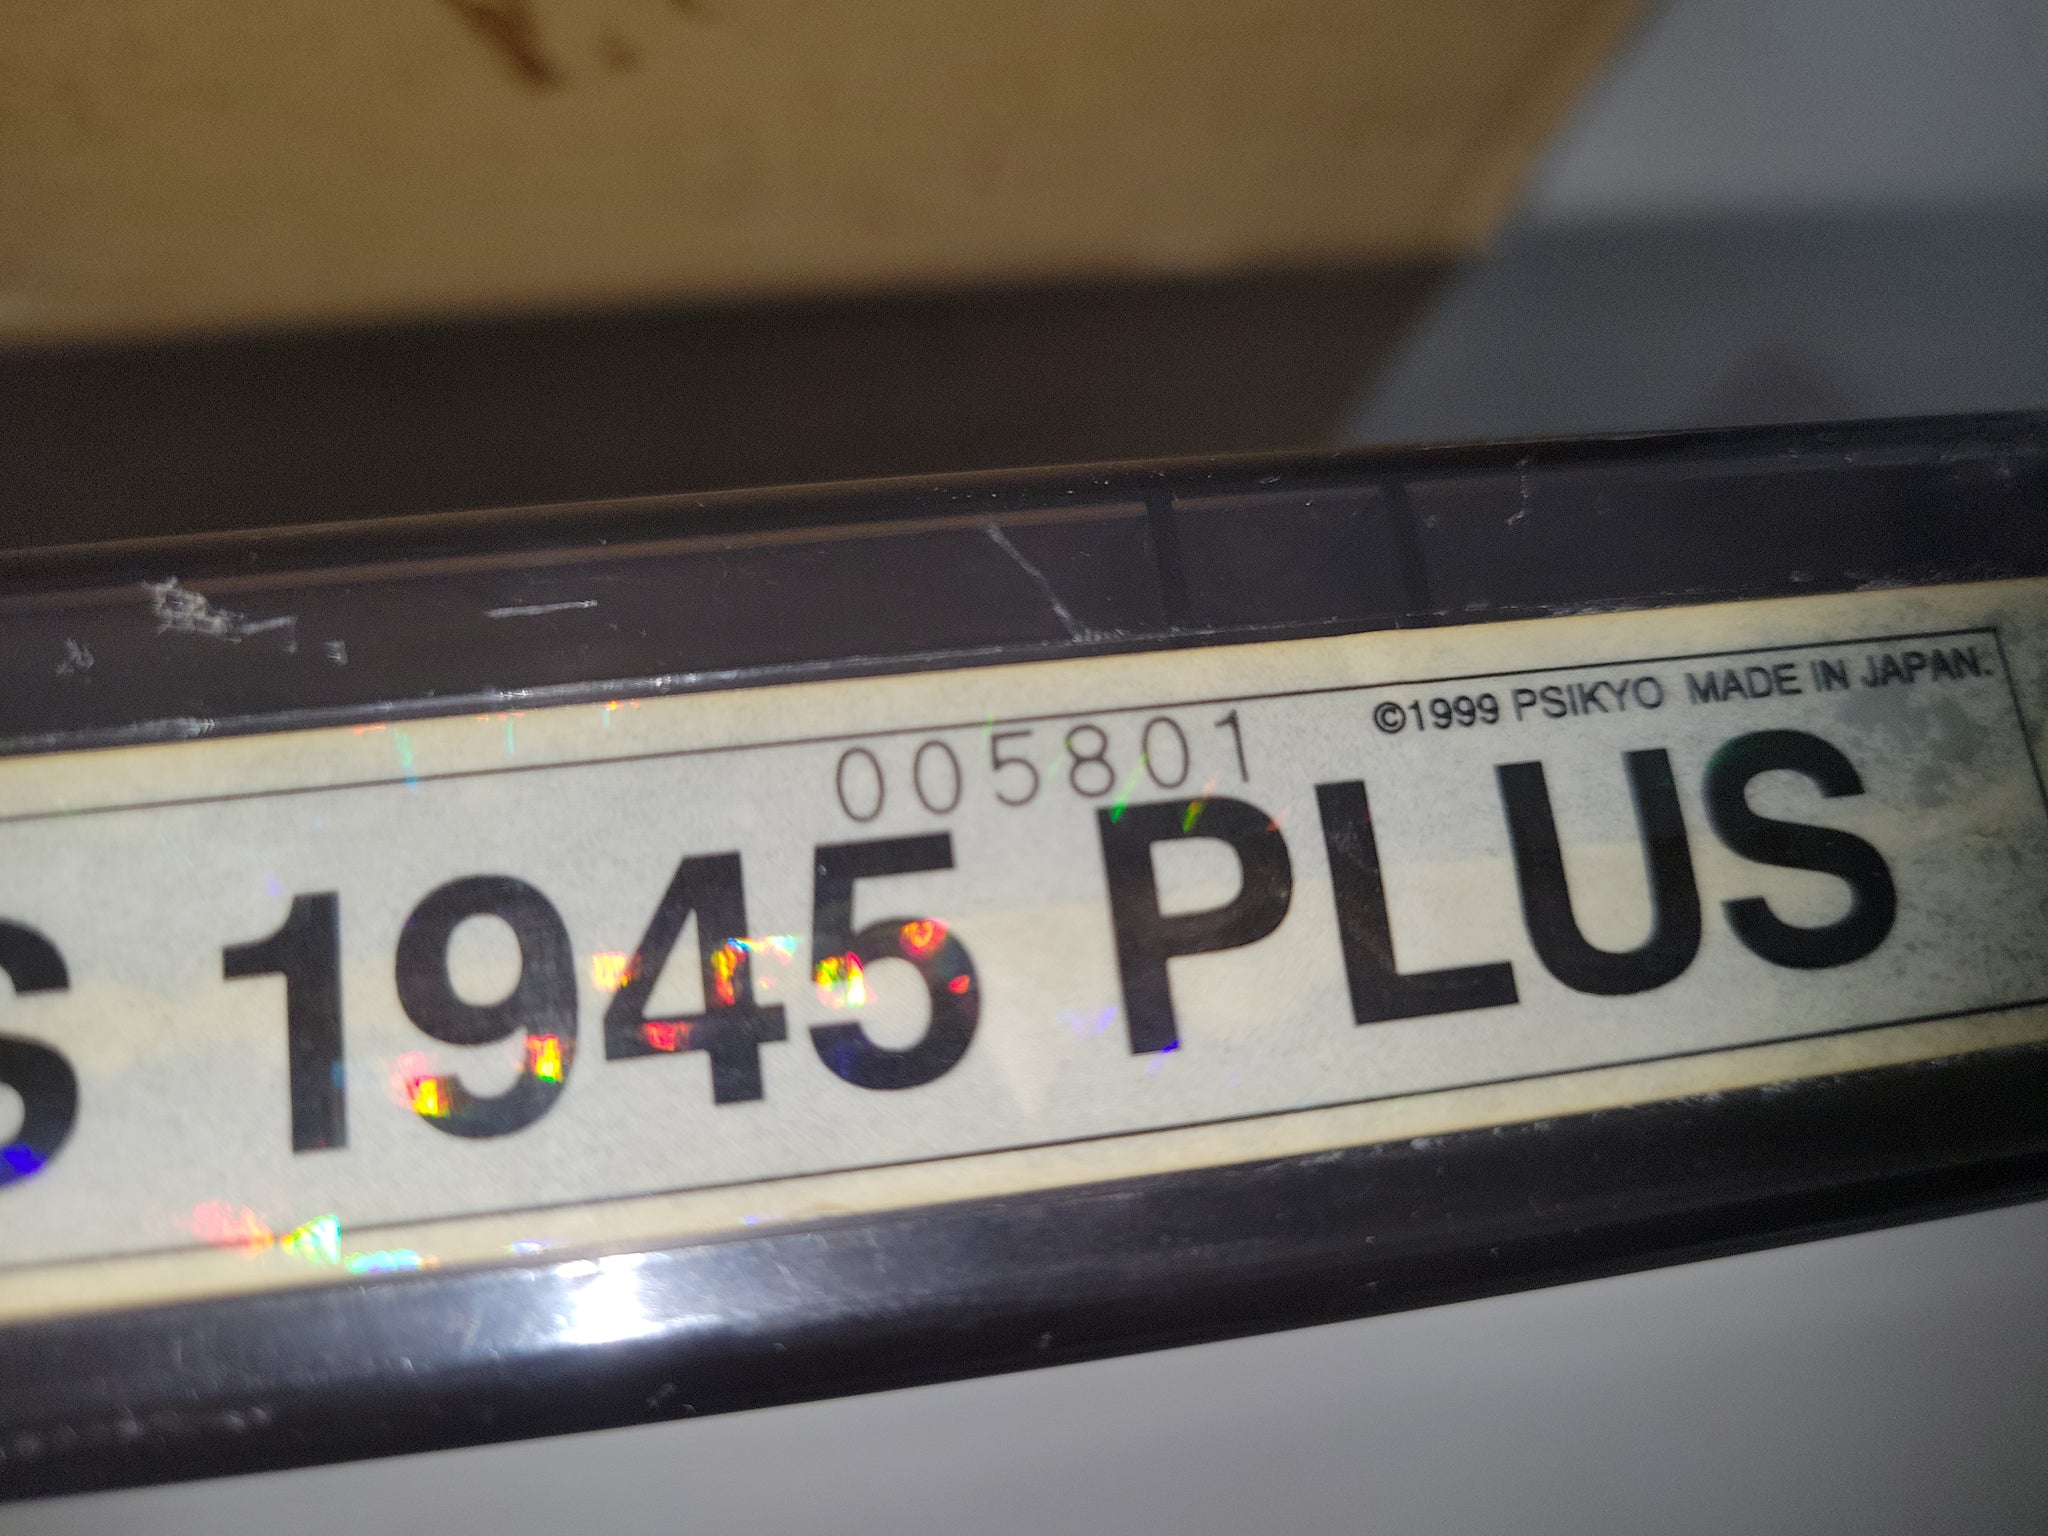 005801
©1999 PSIKYO MADE IN JAPAN.
S 1945 PLUS